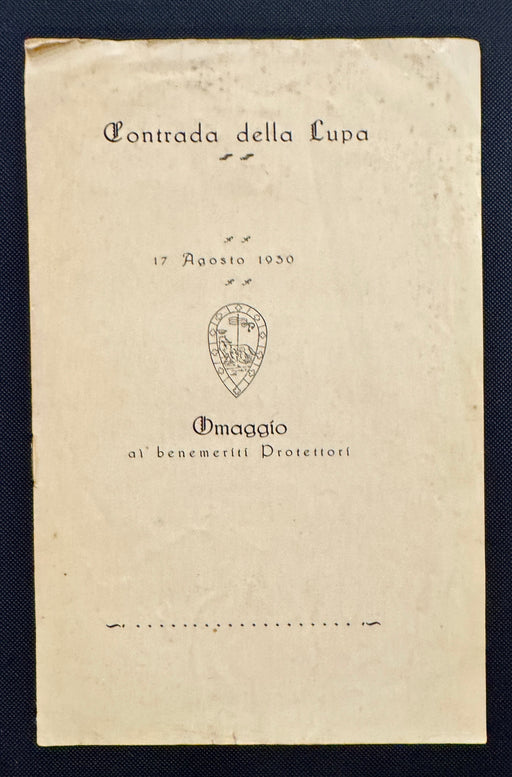 Contrada della Lupa
17 Agosto 1930
Omaggio
ai benemeriti Protettori